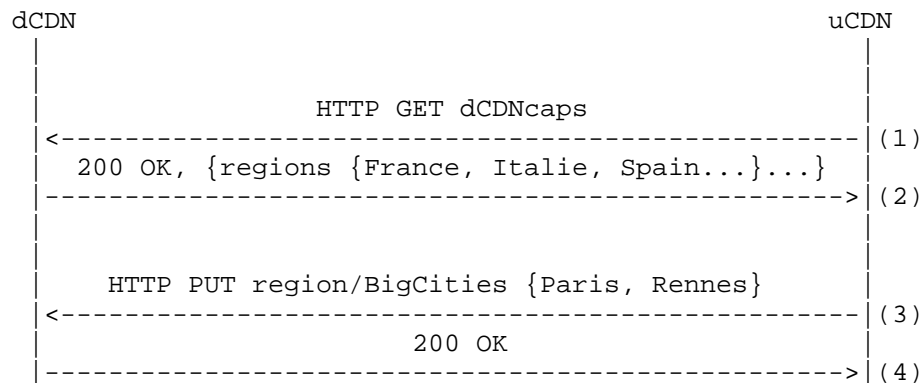 dCDN uCDN
HTTP GET dCDNcaps
<--------------------------------------------------|(1)
200 OK, {regions {France, Italie, Spain...}...}
-------------------------------------------------->|(2)
HTTP PUT region/BigCities {Paris, Rennes}
<--------------------------------------------------|(3)
200 OK
-------------------------------------------------->|(4)